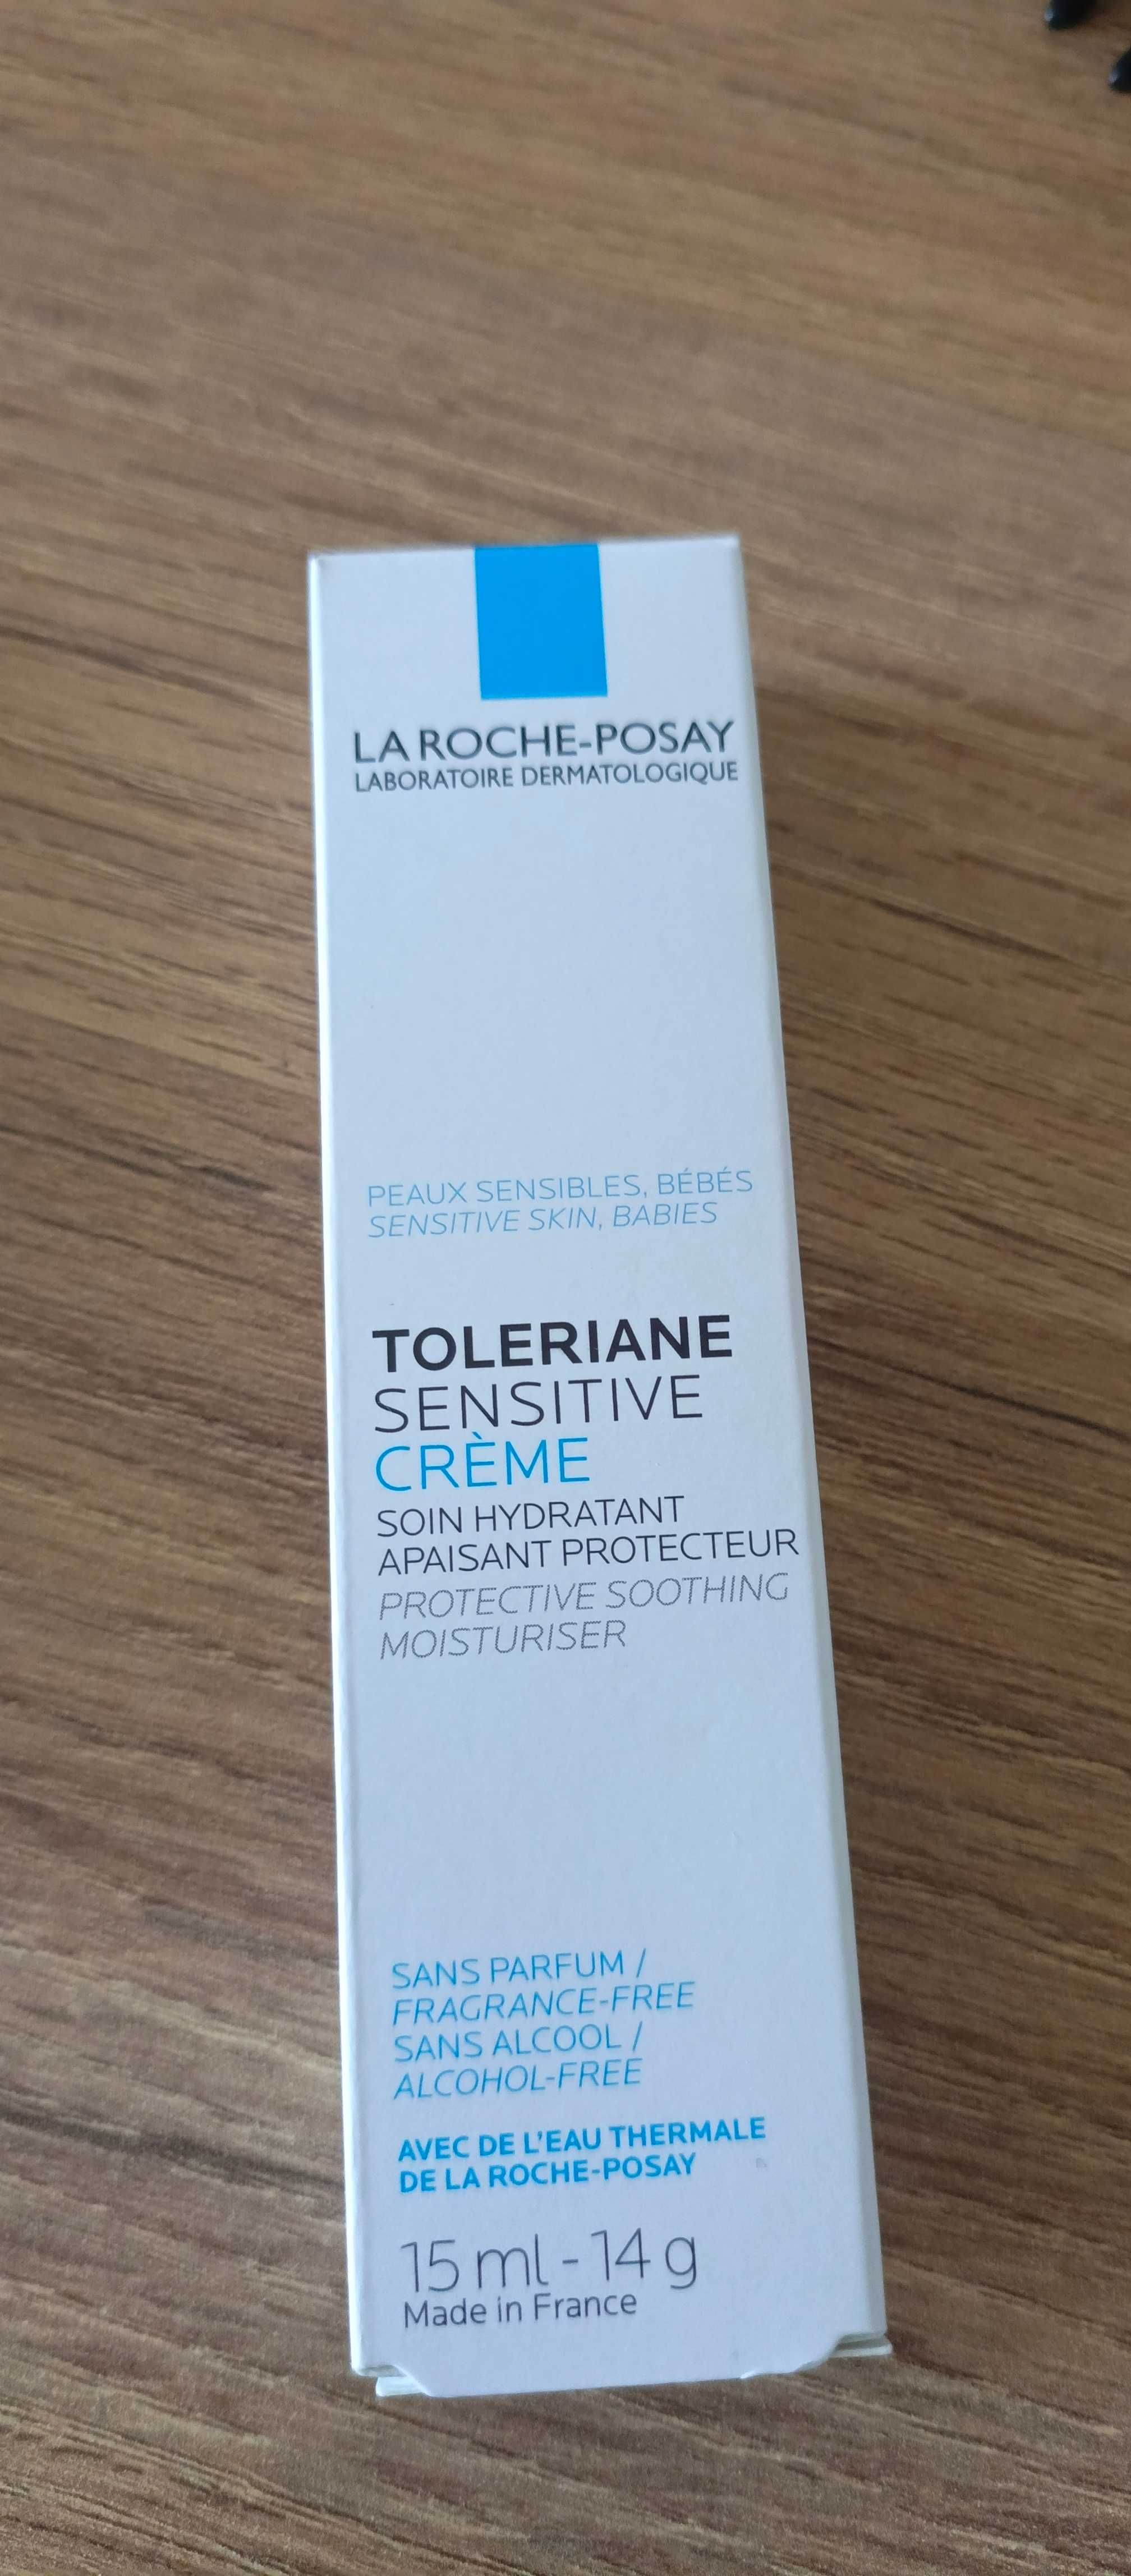 LA ROCHE-POSAY
LABORATOIRE DERMATOLOGIQUE
PEAUX SENSIBLES, BÉBÉS
SENSITIVE SKIN, BABIES
TOLERIANE
SENSITIVE
CRÈME
SOIN HYDRATANT
APAISANT PROTECTEUR
PROTECTIVE SOOTHING
MOISTURISER
SANS PARFUM /
FRAGRANCE-FREE
SANS ALCOOL /
ALCOHOL-FREE
AVEC DE L'EAU THERMALE
DE LA ROCHE-POSAY
15 ml - 14 g
Made in France